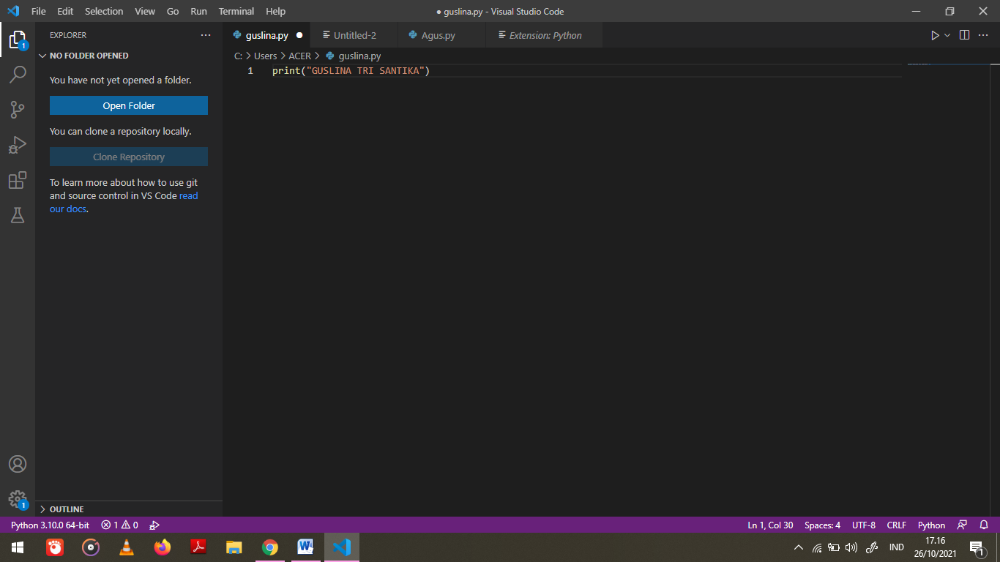 File Edit Selection View Go Run Terminal Help ● guslina.py - Visual Studio Code
EXPLORER ···
guslina.py ● Untitled-2 Agus.py Extension: Python
NO FOLDER OPENED
C: > Users > ACER > guslina.py
1 print("GUSLINA TRI SANTIKA")
You have not yet opened a folder.
Open Folder
You can clone a repository locally.
Clone Repository
To learn more about how to use git
and source control in VS Code read
our docs.
1
1
OUTLINE
Python 3.10.0 64-bit 1 0 Ln 1, Col 30 Spaces: 4 UTF-8 CRLF Python
IND 17.16
26/10/2021
1